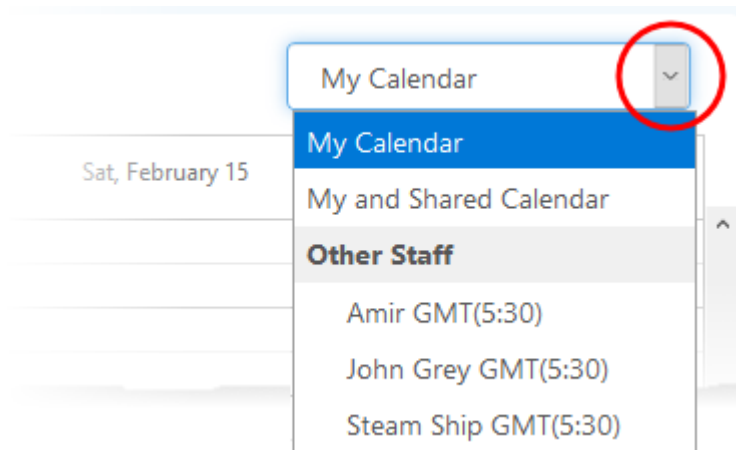 My Calendar
My Calendar
Sat, February 15
My and Shared Calendar
Other Staff
Amir GMT(5:30)
John Grey GMT(5:30)
Steam Ship GMT(5:30)